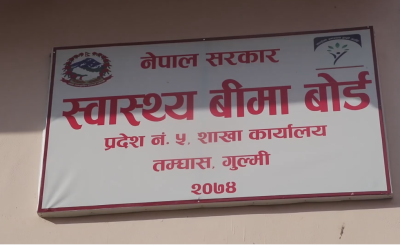 नेपाल सरकार
स्वास्थ्य बीमा बोर्ड
प्रदेश नं. ५. शाखा कार्यालय
तम्घास. गुल्मी
२०७४